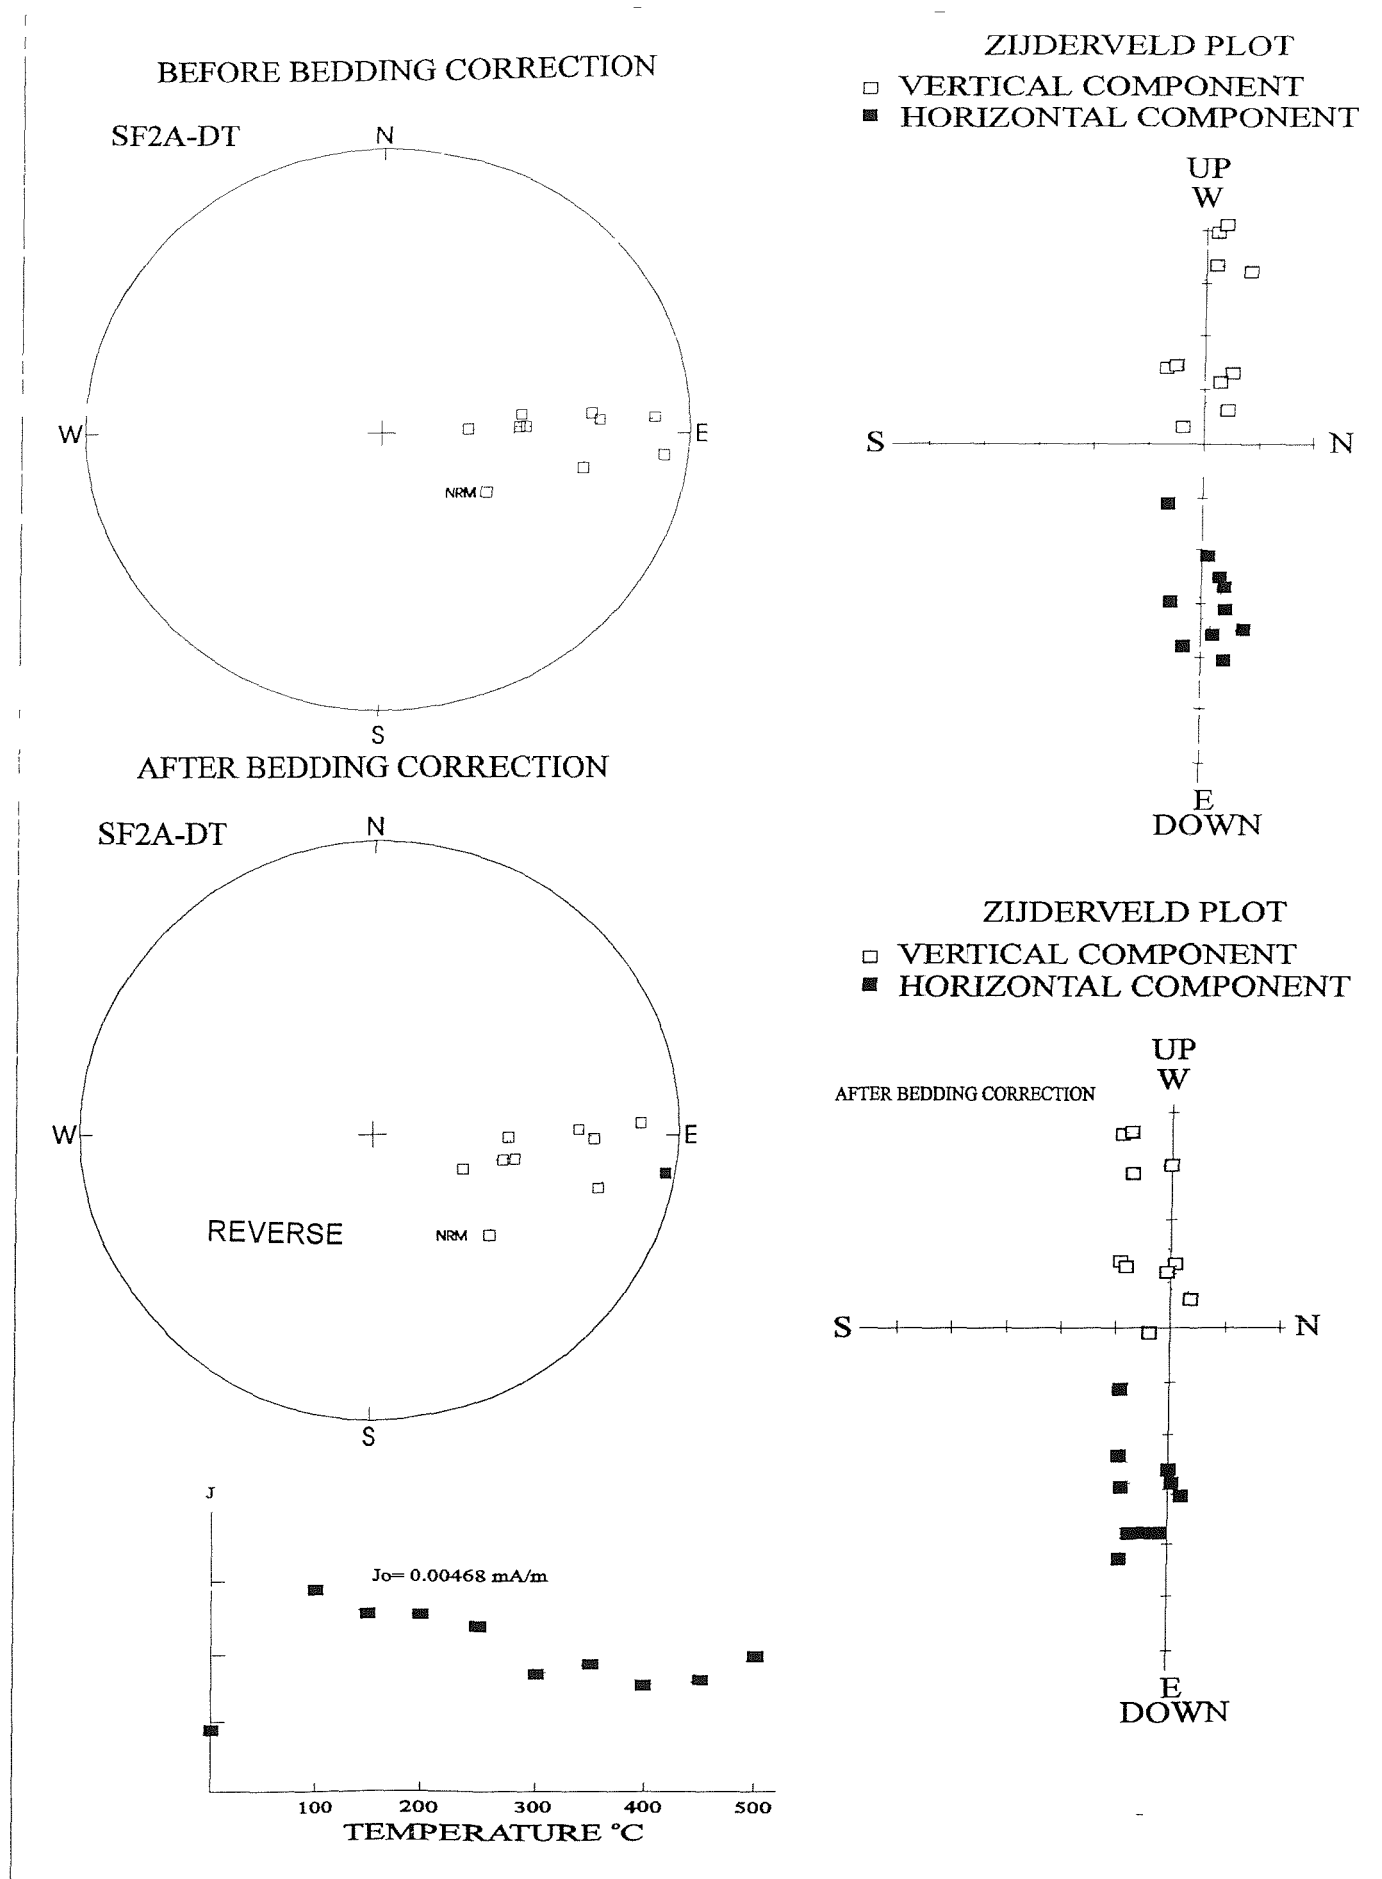 BEFORE BEDDING CORRECTION
SF2A-DT
N
W
E
NRM
S
ZIJDERVELD PLOT
VERTICAL COMPONENT
HORIZONTAL COMPONENT
UP
W
S
N
E
DOWN
AFTER BEDDING CORRECTION
SF2A-DT
N
W
E
REVERSE
NRM
S
ZIJDERVELD PLOT
VERTICAL COMPONENT
HORIZONTAL COMPONENT
UP
W
AFTER BEDDING CORRECTION
S
N
E
DOWN
J
Jo= 0.00468 mA/m
100 200 300 400 500
TEMPERATURE °C